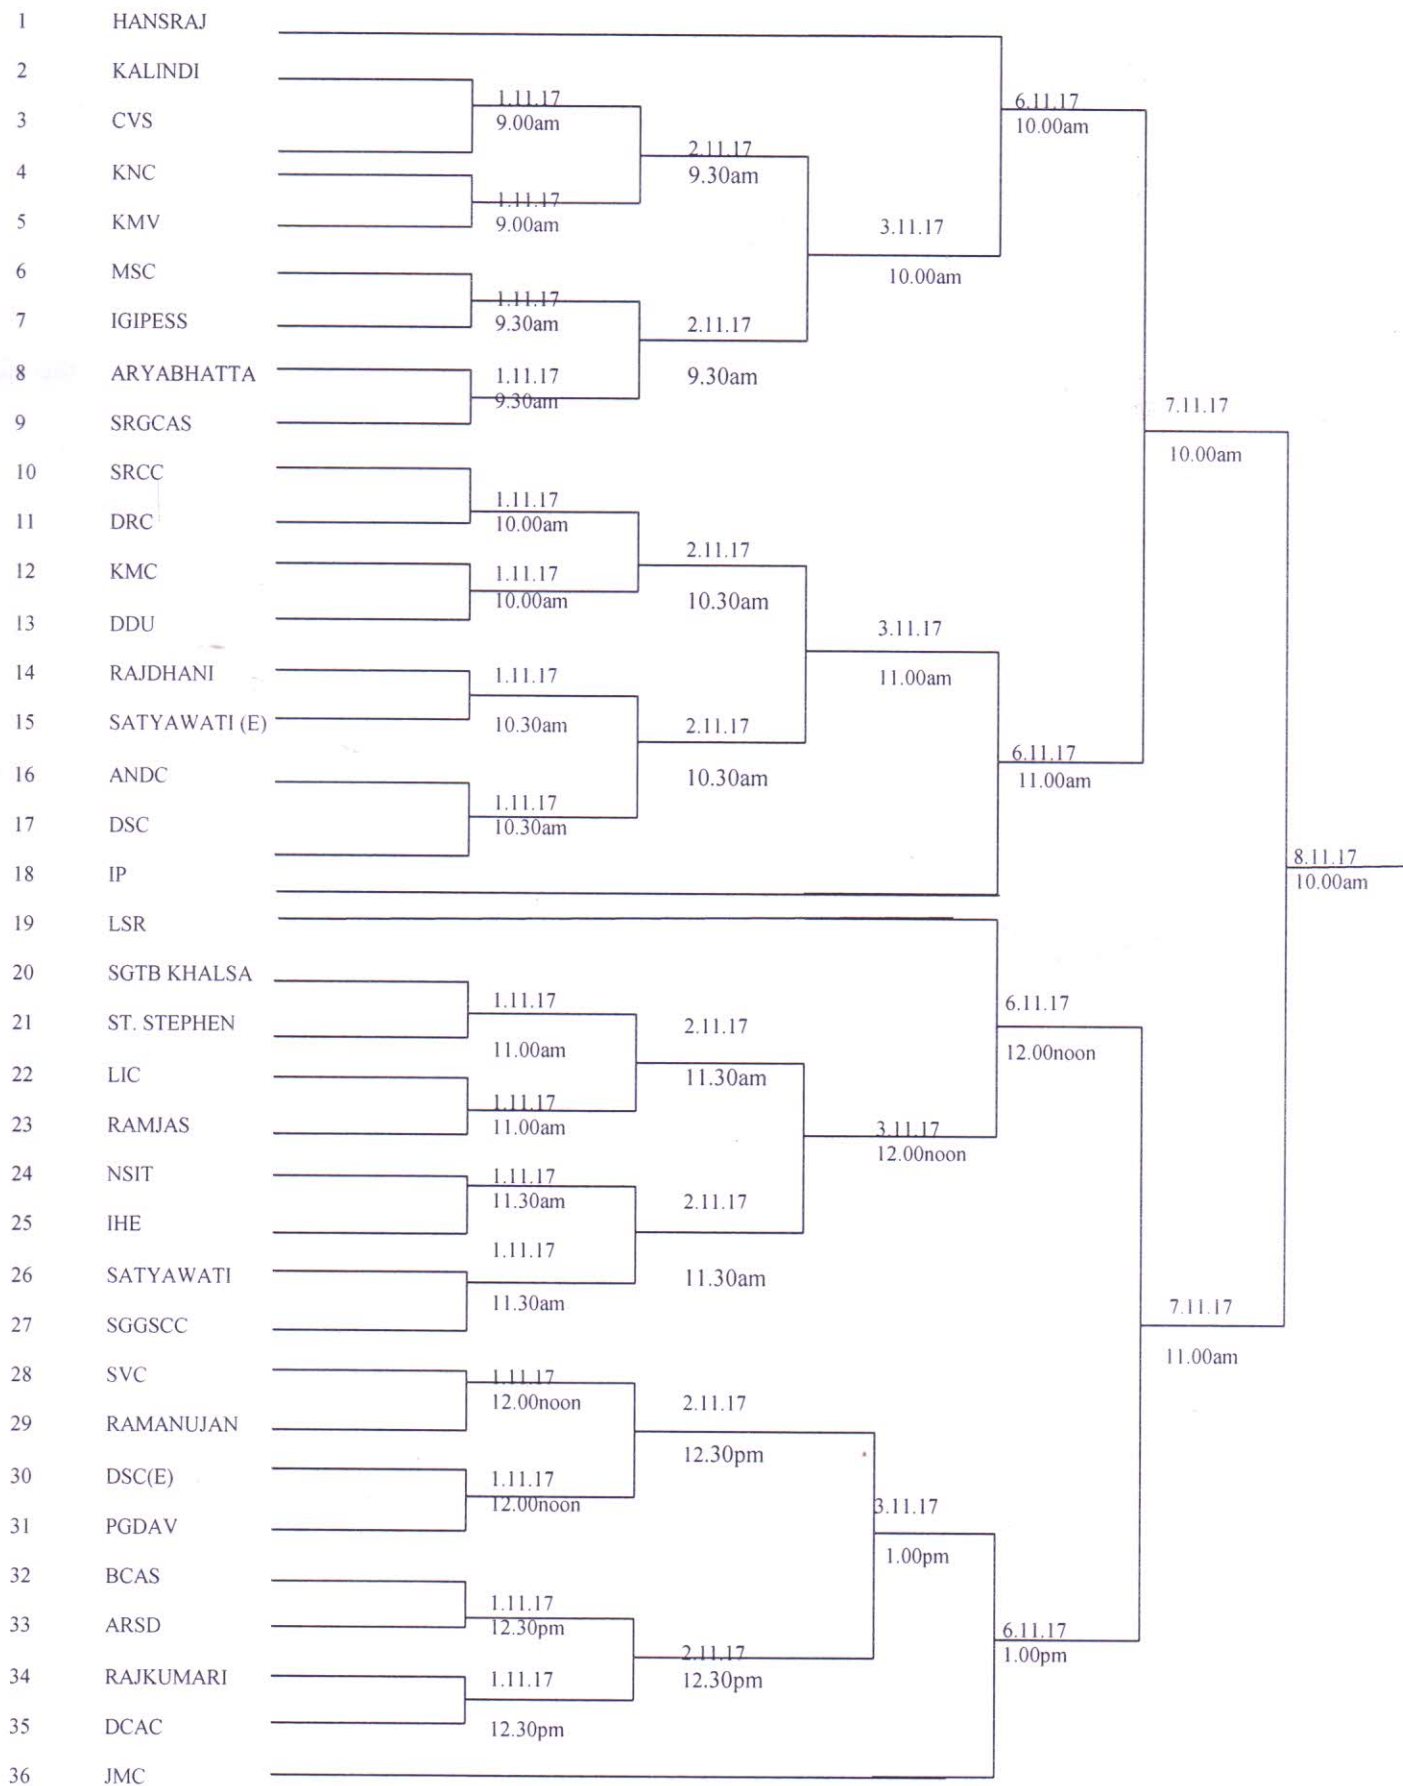 1 HANSRAJ
2 KALINDI
1.11.17
6.11.17
3 CVS
9.00am
10.00am
2.11.17
4 KNC
9.30am
1.11.17
5 KMV
9.00am
3.11.17
6 MSC
10.00am
1.11.17
7 IGIPESS
9.30am
2.11.17
8 ARYABHATTA
1.11.17
9.30am
9.30am
7.11.17
9 SRGCAS
10.00am
10 SRCC
1.11.17
11 DRC
10.00am
2.11.17
12 KMC
1.11.17
10.00am
10.30am
13 DDU
3.11.17
14 RAJDHANI
1.11.17
11.00am
15 SATYAWATI (E)
10.30am
2.11.17
6.11.17
16 ANDC
10.30am
11.00am
1.11.17
17 DSC
10.30am
8.11.17
18 IP
10.00am
19 LSR
20 SGTB KHALSA
1.11.17
6.11.17
21 ST. STEPHEN
2.11.17
11.00am
12.00noon
22 LIC
11.30am
1.11.17
23 RAMJAS
11.00am
3.11.17
12.00noon
24 NSIT
1.11.17
11.30am
2.11.17
25 IHE
1.11.17
26 SATYAWATI
11.30am
11.30am
7.11.17
27 SGGSCC
11.00am
28 SVC
1.11.17
12.00noon
2.11.17
29 RAMANUJAN
12.30pm
30 DSC(E)
1.11.17
12.00noon
3.11.17
31 PGDAV
1.00pm
32 BCAS
1.11.17
33 ARSD
12.30pm
6.11.17
2.11.17
1.00pm
34 RAJKUMARI
1.11.17
12.30pm
35 DCAC
12.30pm
36 JMC